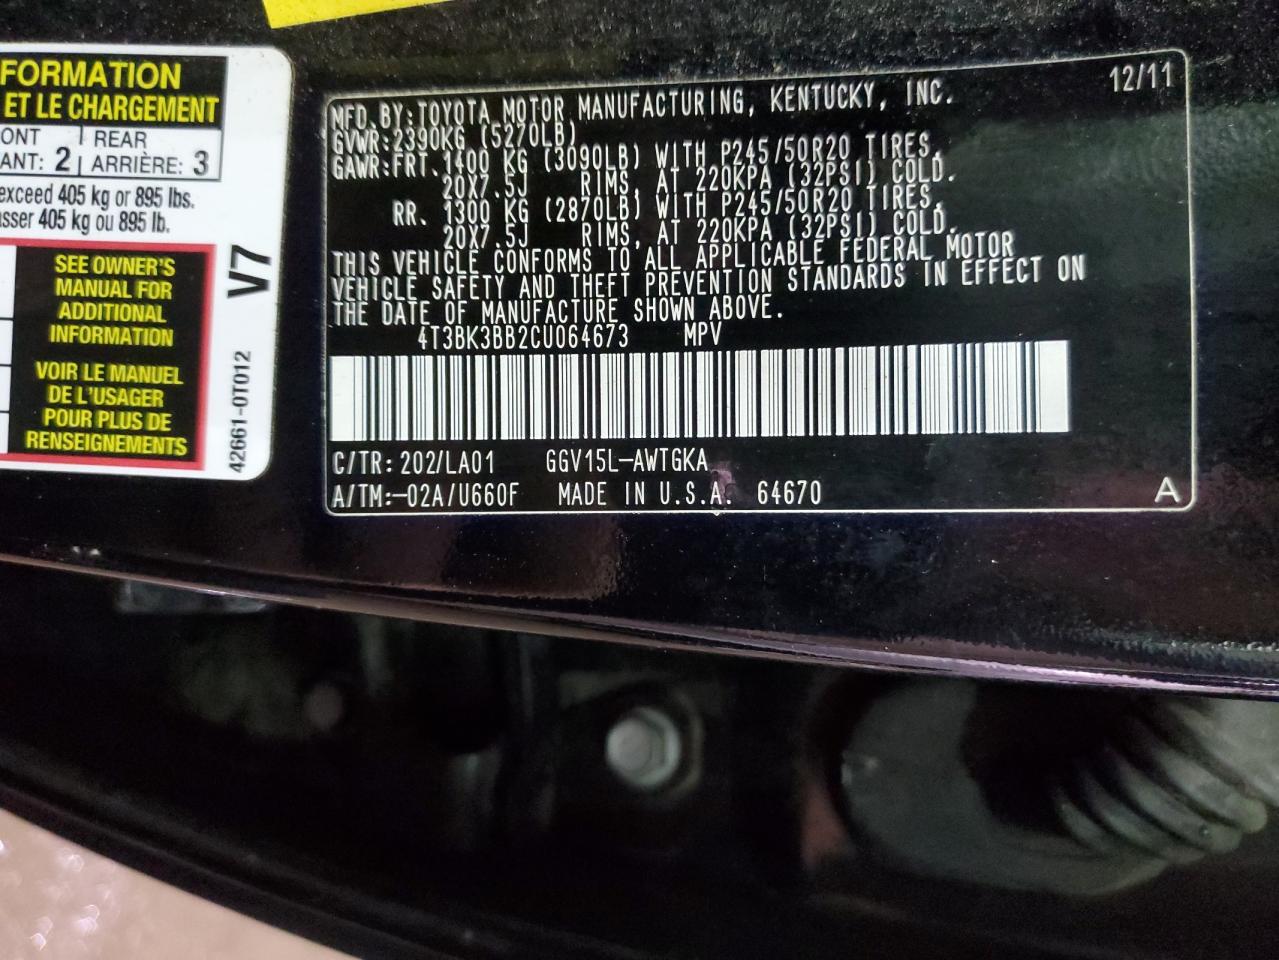 FORMATION
ET LE CHARGEMENT
ONT REAR
ANT: 2 ARRIÈRE: 3
exceed 405 kg or 895 lbs.
sser 405 kg ou 895 lb.
SEE OWNER'S
MANUAL FOR
ADDITIONAL
INFORMATION
VOIR LE MANUEL
DE L'USAGER
POUR PLUS DE
RENSEIGNEMENTS
V7
42661-0T012
12/11
MFD. BY: TOYOTA MOTOR MANUFACTURING, KENTUCKY, INC.
GVWR: 2390KG (5270LB)
GAWR: FRT. 1400 KG (3090LB) WITH P245/50R20 TIRES,
20X7.5J RIMS, AT 220KPA (32PSI) COLD.
RR. 1300 KG (2870LB) WITH P245/50R20 TIRES,
20X7.5J RIMS, AT 220KPA (32PSI) COLD.
THIS VEHICLE CONFORMS TO ALL APPLICABLE FEDERAL MOTOR
VEHICLE SAFETY AND THEFT PREVENTION STANDARDS IN EFFECT ON
THE DATE OF MANUFACTURE SHOWN ABOVE.
4T3BK3BB2CU064673 MPV
C/TR: 202/LA01 GGV15L-AWTGKA
A/TM:-02A/U660F MADE IN U.S.A. 64670 A